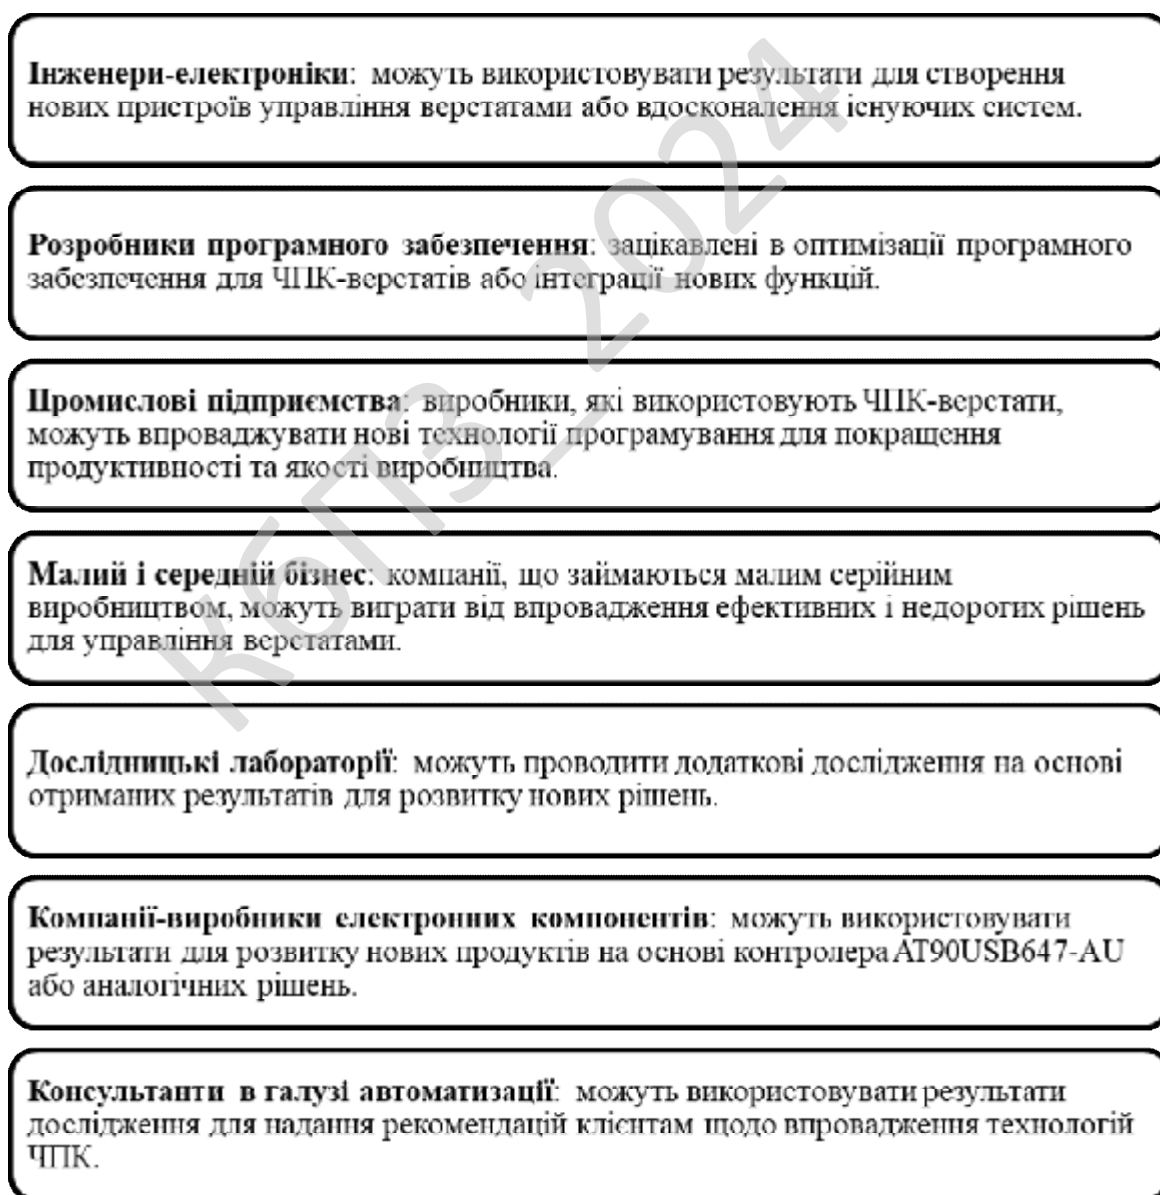 Інженери-електроніки: можуть використовувати результати для створення
нових пристроїв управління верстатами або вдосконалення існуючих систем.
Розробники програмного забезпечення: зацікавлені в оптимізації програмного
забезпечення для ЧПК-верстатів або інтеграції нових функцій.
Промислові підприємства: виробники, які використовують ЧПК-верстати,
можуть впроваджувати нові технології програмування для покращення
продуктивності та якості виробництва.
Малий і середній бізнес: компанії, що займаються малим серійним
виробництвом, можуть виграти від впровадження ефективних і недорогих рішень
для управління верстатами.
Дослідницькі лабораторії: можуть проводити додаткові дослідження на основі
отриманих результатів для розвитку нових рішень.
Компанії-виробники електронних компонентів: можуть використовувати
результати для розвитку нових продуктів на основі контролера AT90USB647-AU
або аналогічних рішень.
Консультанти в галузі автоматизації: можуть використовувати результати
дослідження для надання рекомендацій клієнтам щодо впровадження технологій
ЧПК.
КбПЗ_2024